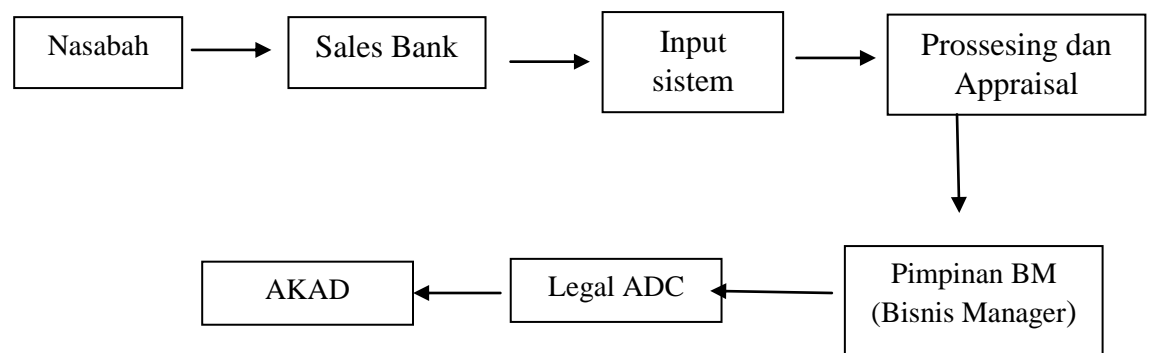 Nasabah
Sales Bank
Input
sistem
Prossesing dan
Appraisal
AKAD
Legal ADC
Pimpinan BM
(Bisnis Manager)